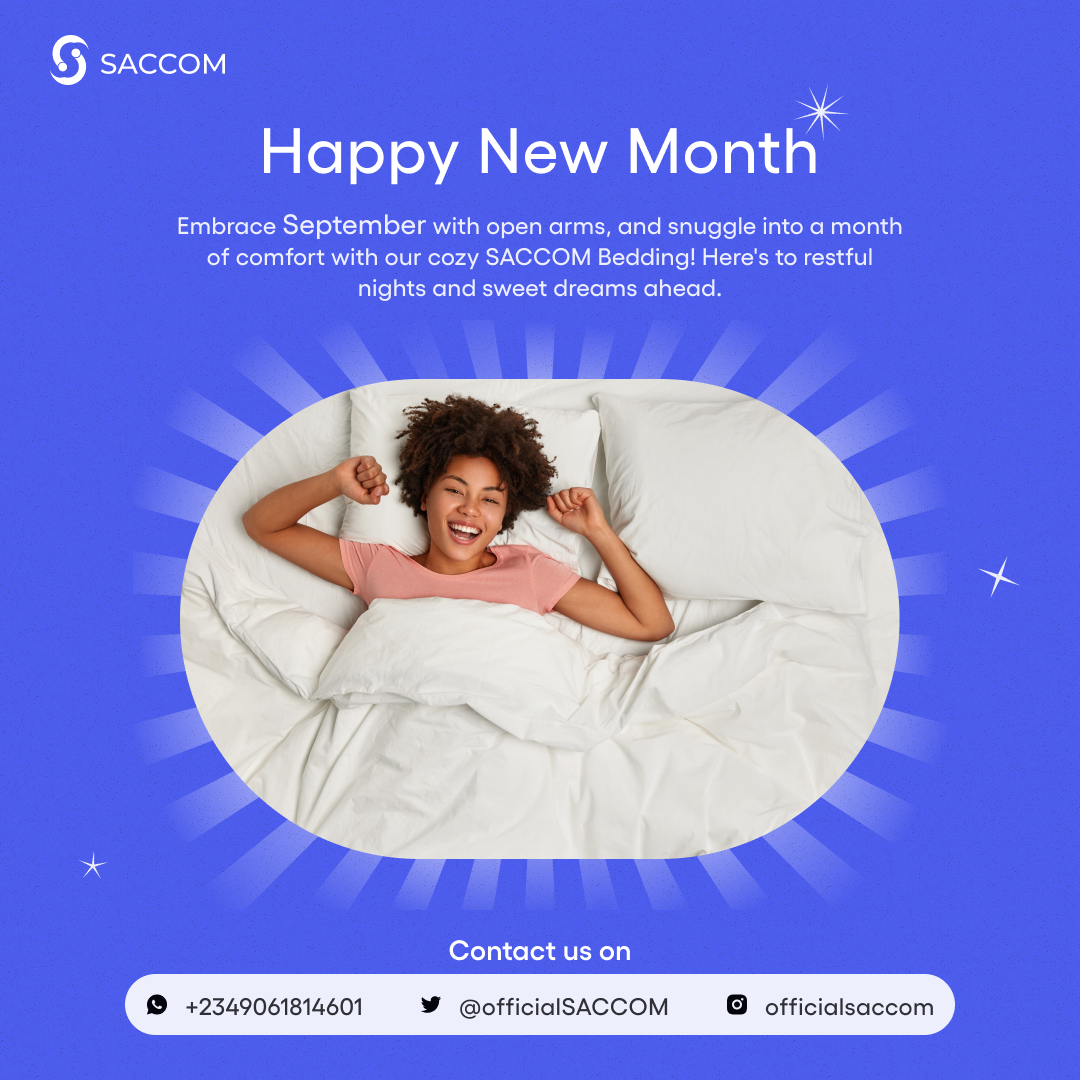 SACCOM
Happy New Month
Embrace September with open arms, and snuggle into a month
of comfort with our cozy SACCOM Bedding! Here's to restful
nights and sweet dreams ahead.
Contact us on
+2349061814601 @officialSACCOM officialsaccom